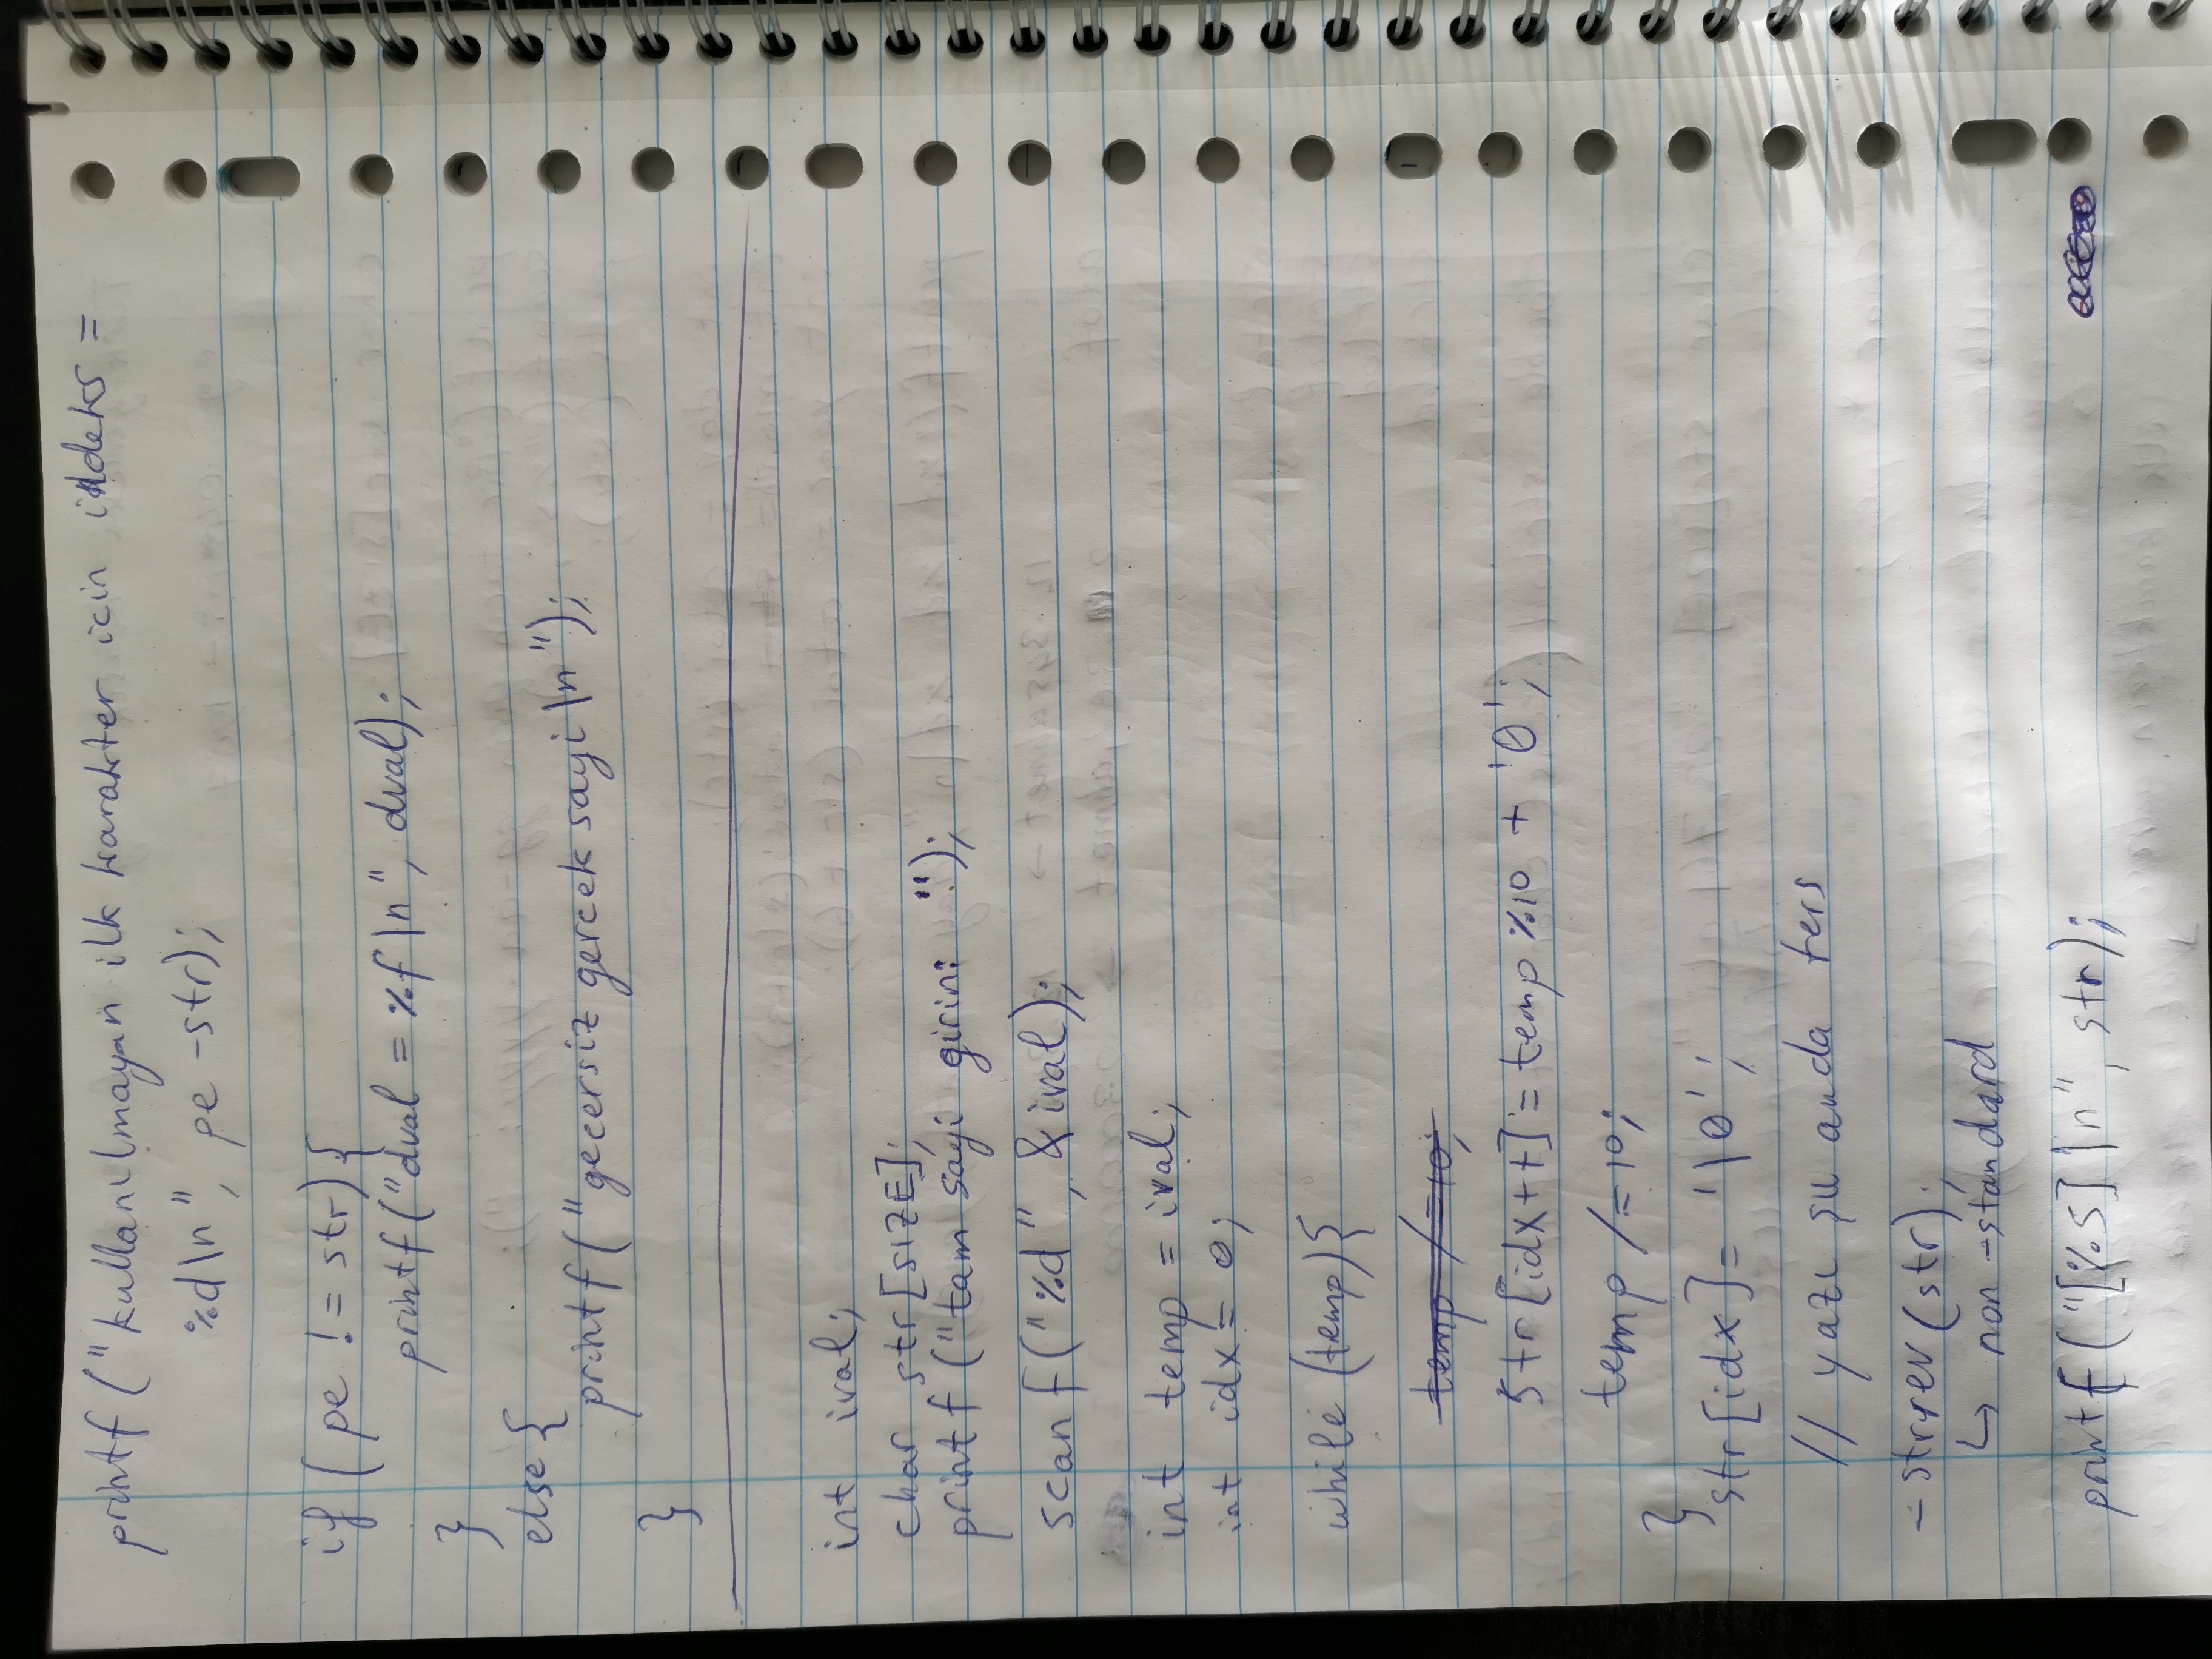 printf ("kullanılmayan ilk karakter icin indeks =
%d\n", pe -str);
if ( pe != str){
printf("dval = %f\n", dval);
}
else{
printf("gecersiz gercek sayi\n");
}
int ival;
char str[SIZE];
printf ("tam sayi girin: ");
scanf("%d", &ival);
int temp = ival;
int idx = 0;
while (temp){
temp /=10;
str[idx++] = temp %10 + '0';
temp /=10;
}
str[idx]= '\0';
// yazı şu anda ters
_strrev(str);
↳ non-standard
printf ("[%s]\n", str);